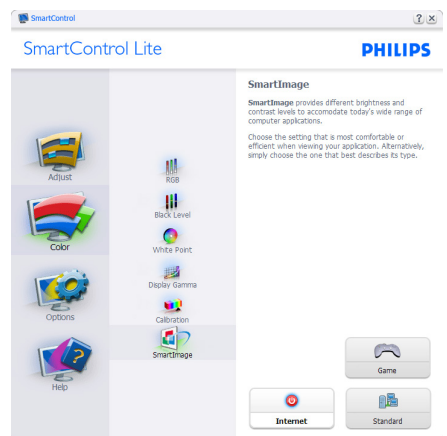 SmartControl
SmartControl Lite
PHILIPS
Adjust
Color
Options
Help
RGB
Black Level
White Point
Display Gamma
Calibration
SmartImage
SmartImage
SmartImage provides different brightness and
contrast levels to accomodate today's wide range of
computer applications.
Choose the setting that is most comfortable or
efficient when viewing your application. Alternatively,
simply choose the one that best describes its type.
Game
Internet
Standard